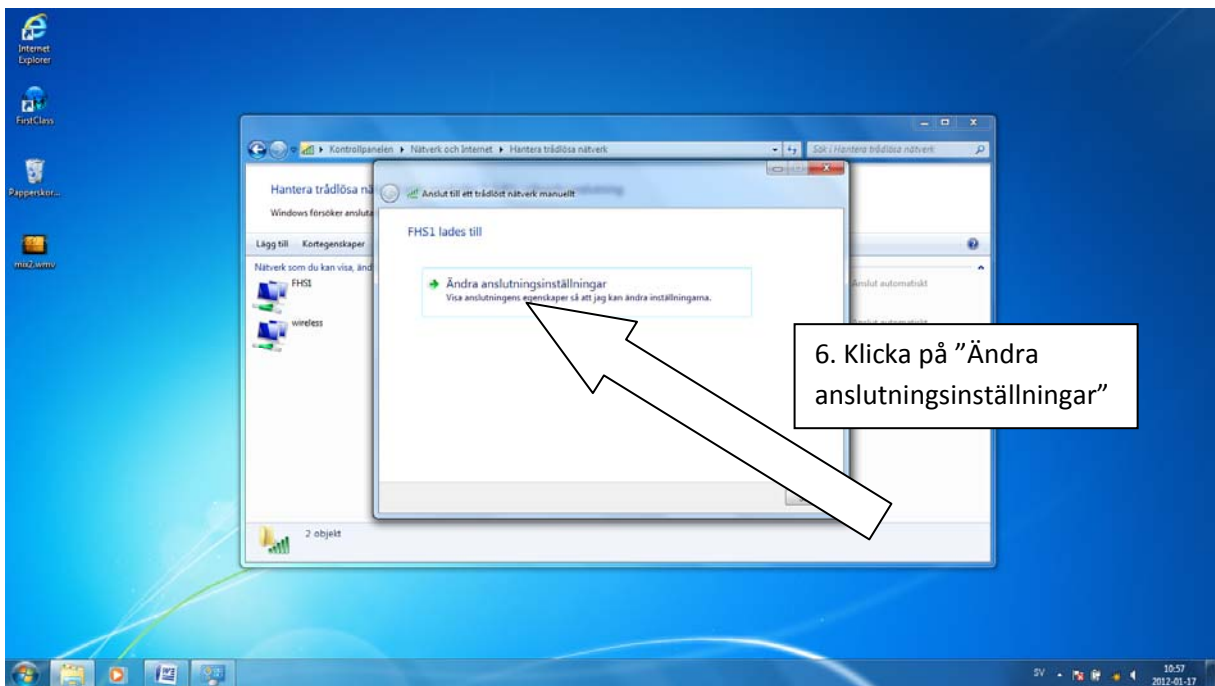 Internet
Explorer
FirstClass
Papperskor...
mix2.wmv
Kontrollpanelen ▸ Nätverk och Internet ▸ Hantera trådlösa nätverk
Sök i Hantera trådlösa nätverk
Hantera trådlösa nä
Windows försöker ansluta
Lägg till Kortegenskaper
Nätverk som du kan visa, änd
FHS1
Anslut automatiskt
wireless
Anslut automatiskt
2 objekt
Anslut till ett trådlöst nätverk manuellt
FHS1 lades till
Ändra anslutningsinställningar
Visa anslutningens egenskaper så att jag kan ändra inställningarna.
6. Klicka på ”Ändra
anslutningsinställningar”
SV
10:57
2012-01-17